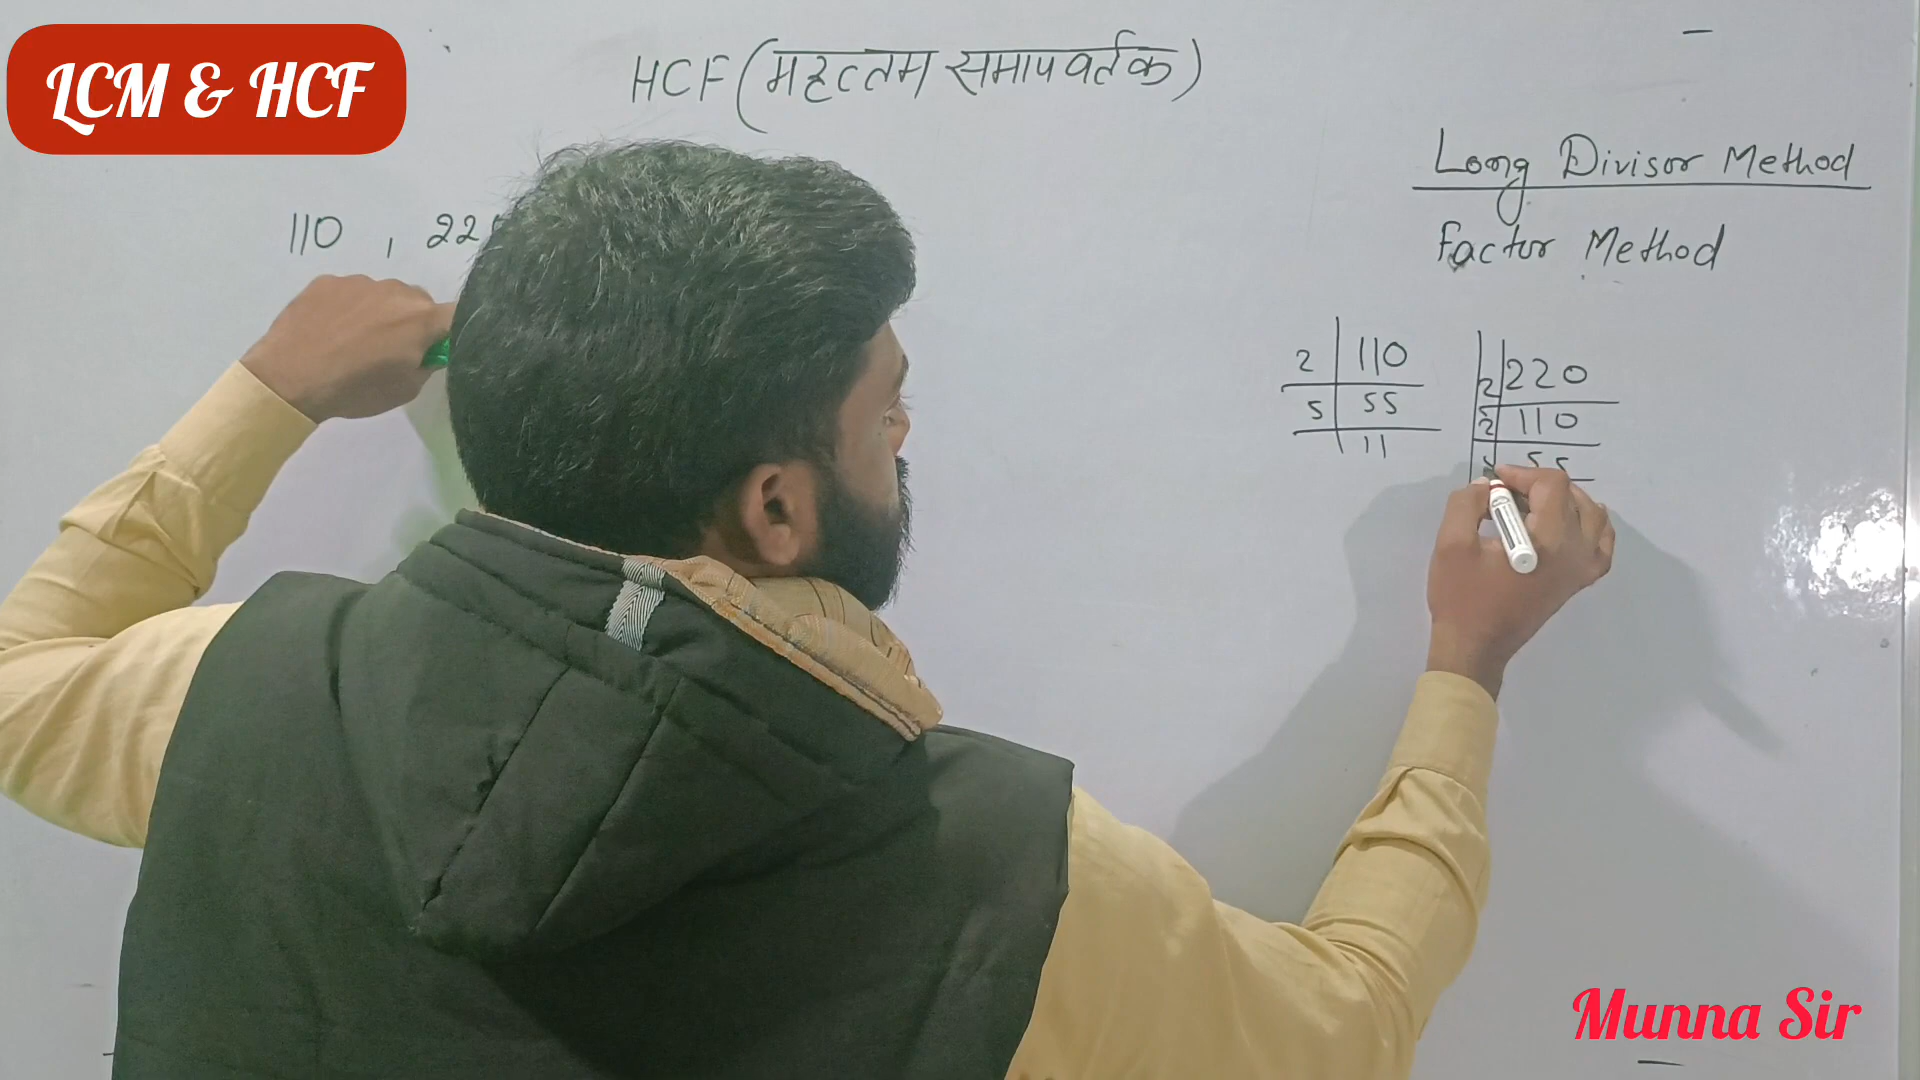 LCM & HCF
HCF (महत्तम समापवर्तक)
Long Divisor Method
Factor Method
110 , 22
2 | 110
5 | 55
11
2 | 220
2 | 110
55
Munna Sir